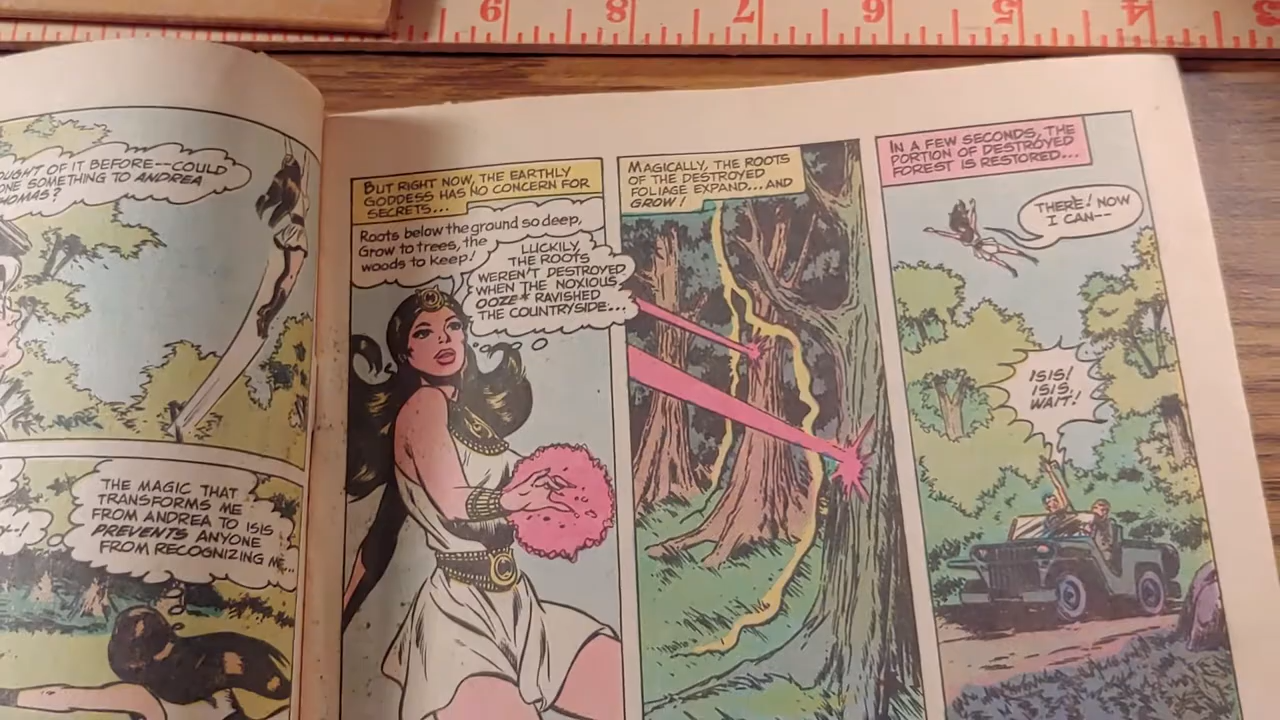 9 8 7 6 5 4 3
OUGHT OF IT BEFORE--COULD
ONE SOMETHING TO ANDREA
HOMAS?
THE MAGIC THAT
TRANSFORMS ME
FROM ANDREA TO ISIS
PREVENTS ANYONE
FROM RECOGNIZING ME...
BUT RIGHT NOW, THE EARTHLY
GODDESS HAS NO CONCERN FOR
SECRETS...
Roots below the ground so deep,
Grow to trees, the
woods to keep!
LUCKILY,
THE ROOTS
WEREN'T DESTROYED
WHEN THE NOXIOUS
OOZE* RAVISHED
THE COUNTRYSIDE...
MAGICALLY, THE ROOTS
OF THE DESTROYED
FOLIAGE EXPAND...AND
GROW!
IN A FEW SECONDS, THE
PORTION OF DESTROYED
FOREST IS RESTORED...
THERE! NOW
I CAN--
ISIS!
ISIS,
WAIT!